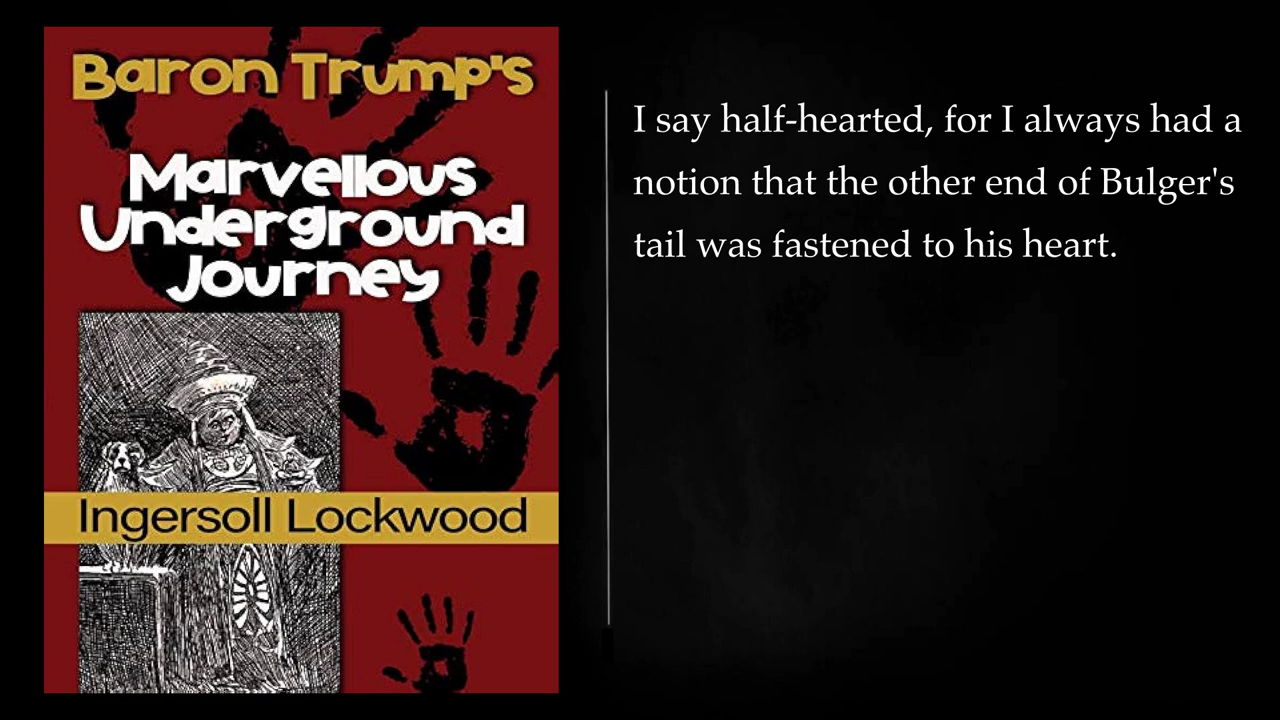 Baron Trump's
Marvellous
Underground
Journey
Ingersoll Lockwood
I say half-hearted, for I always had a
notion that the other end of Bulger's
tail was fastened to his heart.